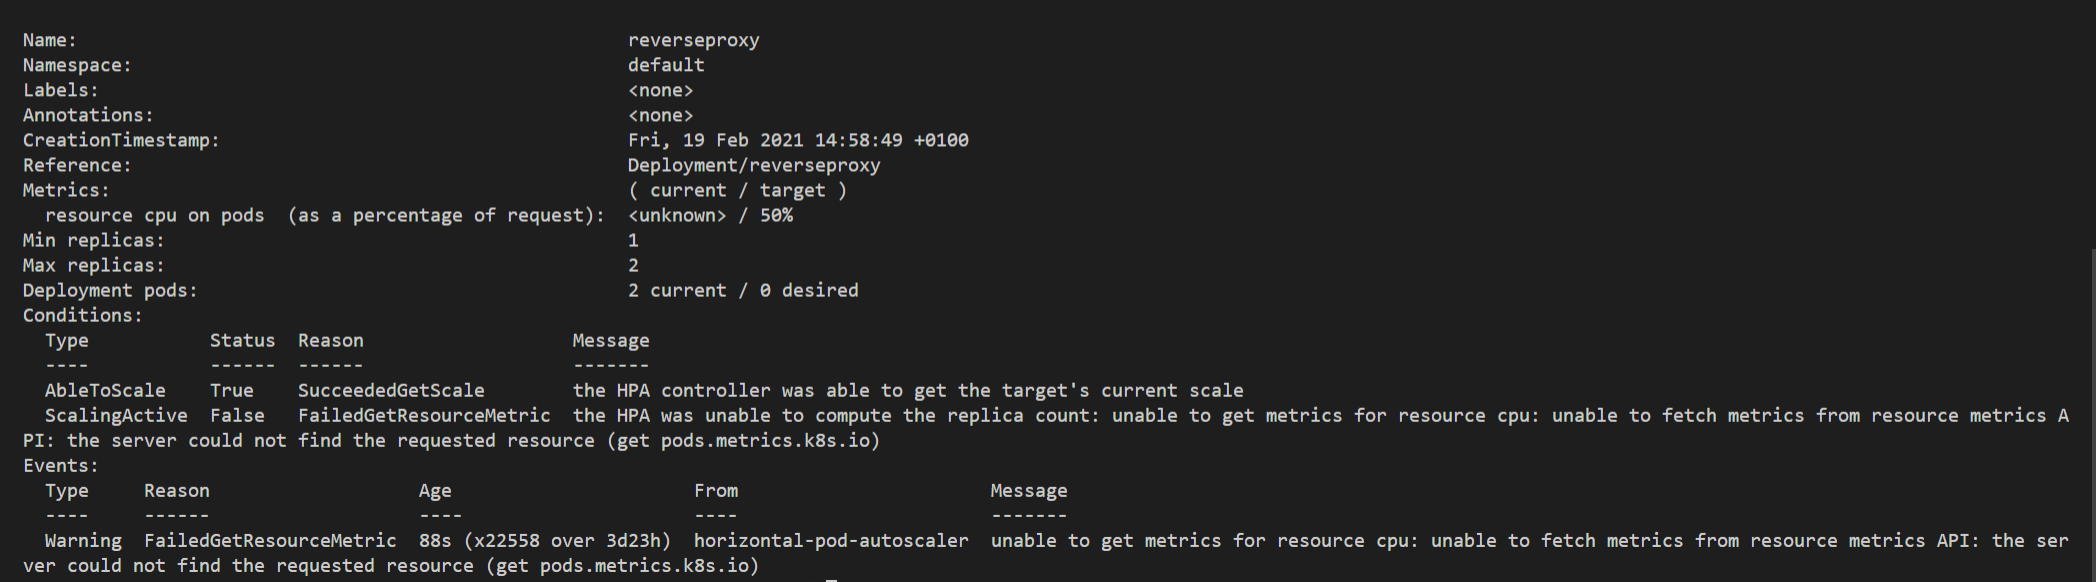 Name:                                                  reverseproxy
Namespace:                                             default
Labels:                                                <none>
Annotations:                                           <none>
CreationTimestamp:                                     Fri, 19 Feb 2021 14:58:49 +0100
Reference:                                             Deployment/reverseproxy
Metrics:                                               ( current / target )
  resource cpu on pods  (as a percentage of request):  <unknown> / 50%
Min replicas:                                          1
Max replicas:                                          2
Deployment pods:                                       2 current / 0 desired
Conditions:
  Type           Status  Reason                   Message
  ----           ------  ------                   -------
  AbleToScale    True    SucceededGetScale        the HPA controller was able to get the target's current scale
  ScalingActive  False   FailedGetResourceMetric  the HPA was unable to compute the replica count: unable to get metrics for resource cpu: unable to fetch metrics from resource metrics A
PI: the server could not find the requested resource (get pods.metrics.k8s.io)
Events:
  Type     Reason                   Age                      From                       Message
  ----     ------                   ----                     ----                       -------
  Warning  FailedGetResourceMetric  88s (x22558 over 3d23h)  horizontal-pod-autoscaler  unable to get metrics for resource cpu: unable to fetch metrics from resource metrics API: the ser
ver could not find the requested resource (get pods.metrics.k8s.io)